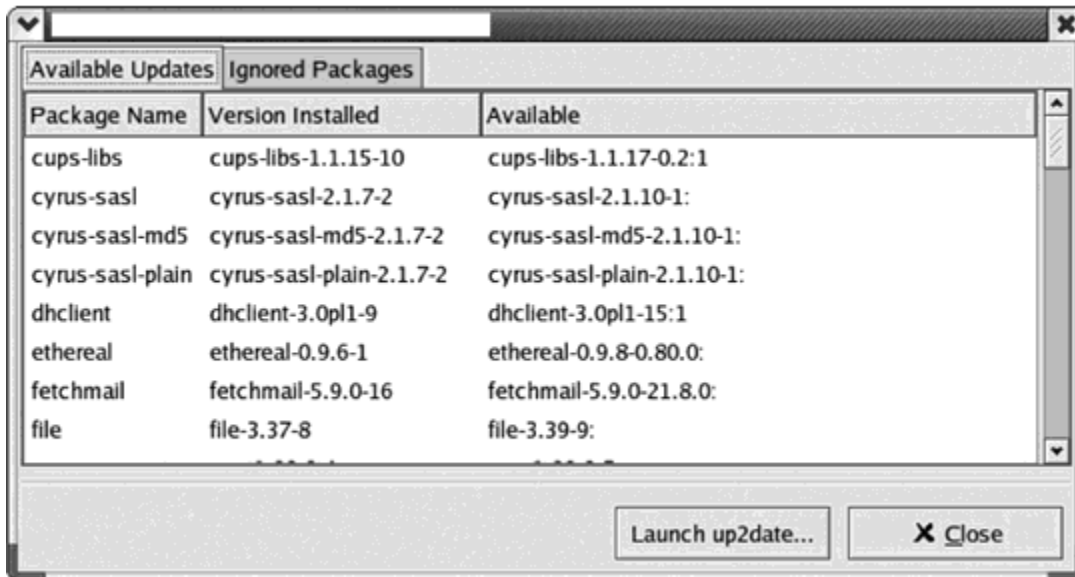 Available Updates Ignored Packages
Package Name Version Installed Available
cups-libs cups-libs-1.1.15-10 cups-libs-1.1.17-0.2:1
cyrus-sasl cyrus-sasl-2.1.7-2 cyrus-sasl-2.1.10-1:
cyrus-sasl-md5 cyrus-sasl-md5-2.1.7-2 cyrus-sasl-md5-2.1.10-1:
cyrus-sasl-plain cyrus-sasl-plain-2.1.7-2 cyrus-sasl-plain-2.1.10-1:
dhclient dhclient-3.0pl1-9 dhclient-3.0pl1-15:1
ethereal ethereal-0.9.6-1 ethereal-0.9.8-0.80.0:
fetchmail fetchmail-5.9.0-16 fetchmail-5.9.0-21.8.0:
file file-3.37-8 file-3.39-9:
Launch up2date... Close